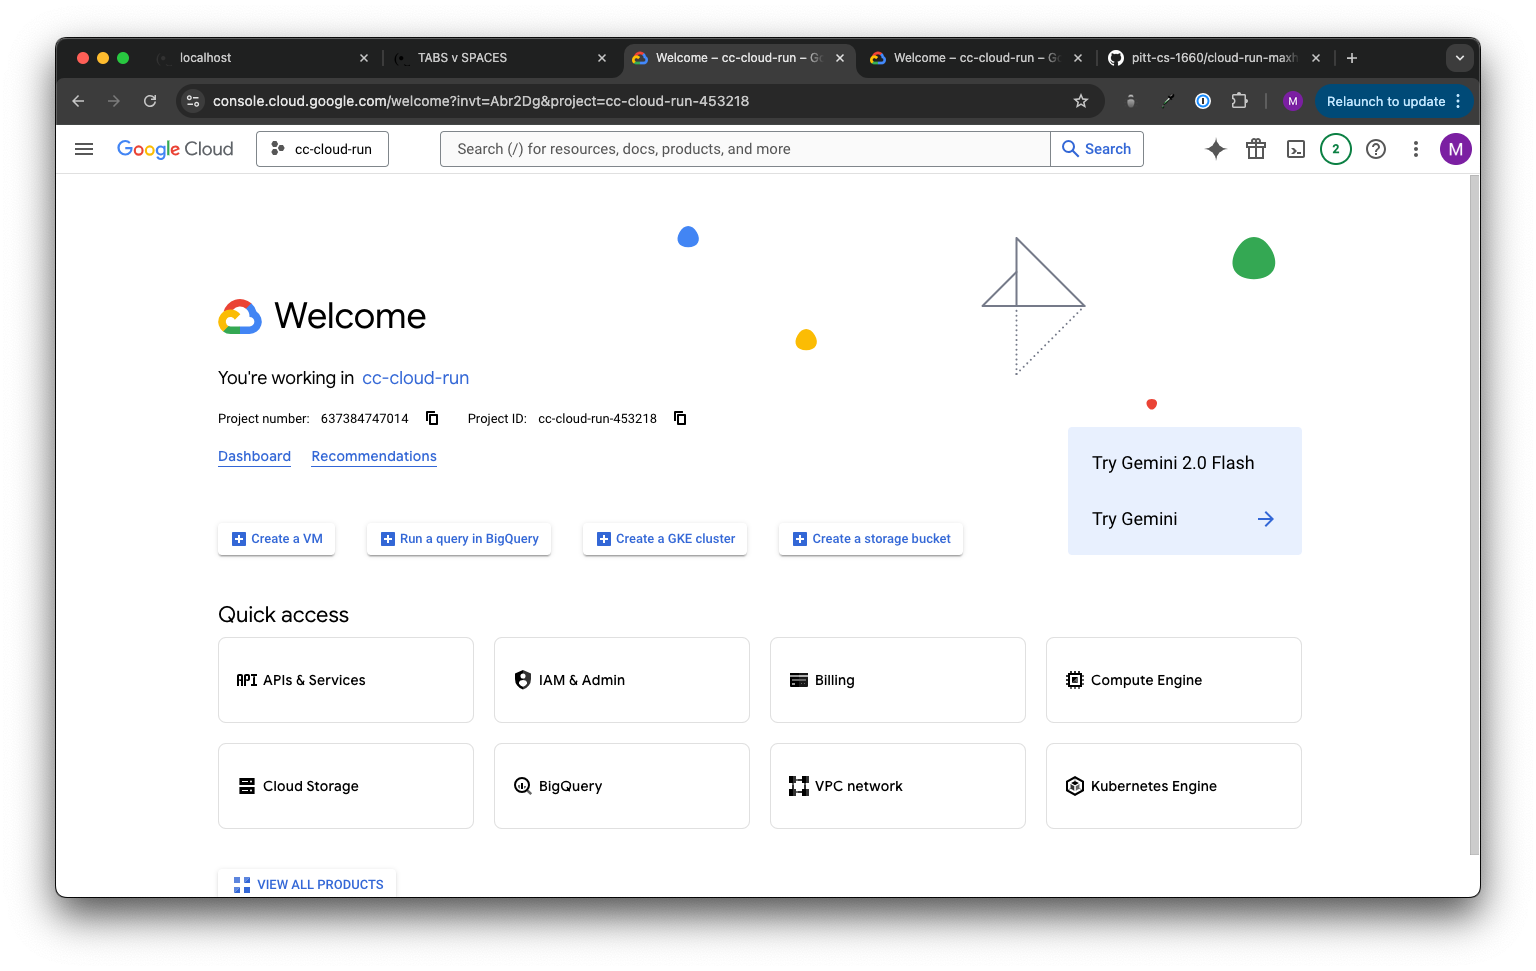 localhost
TABS v SPACES
Welcome – cc-cloud-run – Go
Welcome – cc-cloud-run – Go
pitt-cs-1660/cloud-run-maxh
console.cloud.google.com/welcome?invt=Abr2Dg&project=cc-cloud-run-453218
M
Relaunch to update
Google Cloud
cc-cloud-run
Search (/) for resources, docs, products, and more
Search
2
M
Welcome
You're working in cc-cloud-run
Project number: 637384747014 Project ID: cc-cloud-run-453218
Dashboard Recommendations
Try Gemini 2.0 Flash
Try Gemini
Create a VM
Run a query in BigQuery
Create a GKE cluster
Create a storage bucket
Quick access
API APIs & Services
IAM & Admin
Billing
Compute Engine
Cloud Storage
BigQuery
VPC network
Kubernetes Engine
VIEW ALL PRODUCTS